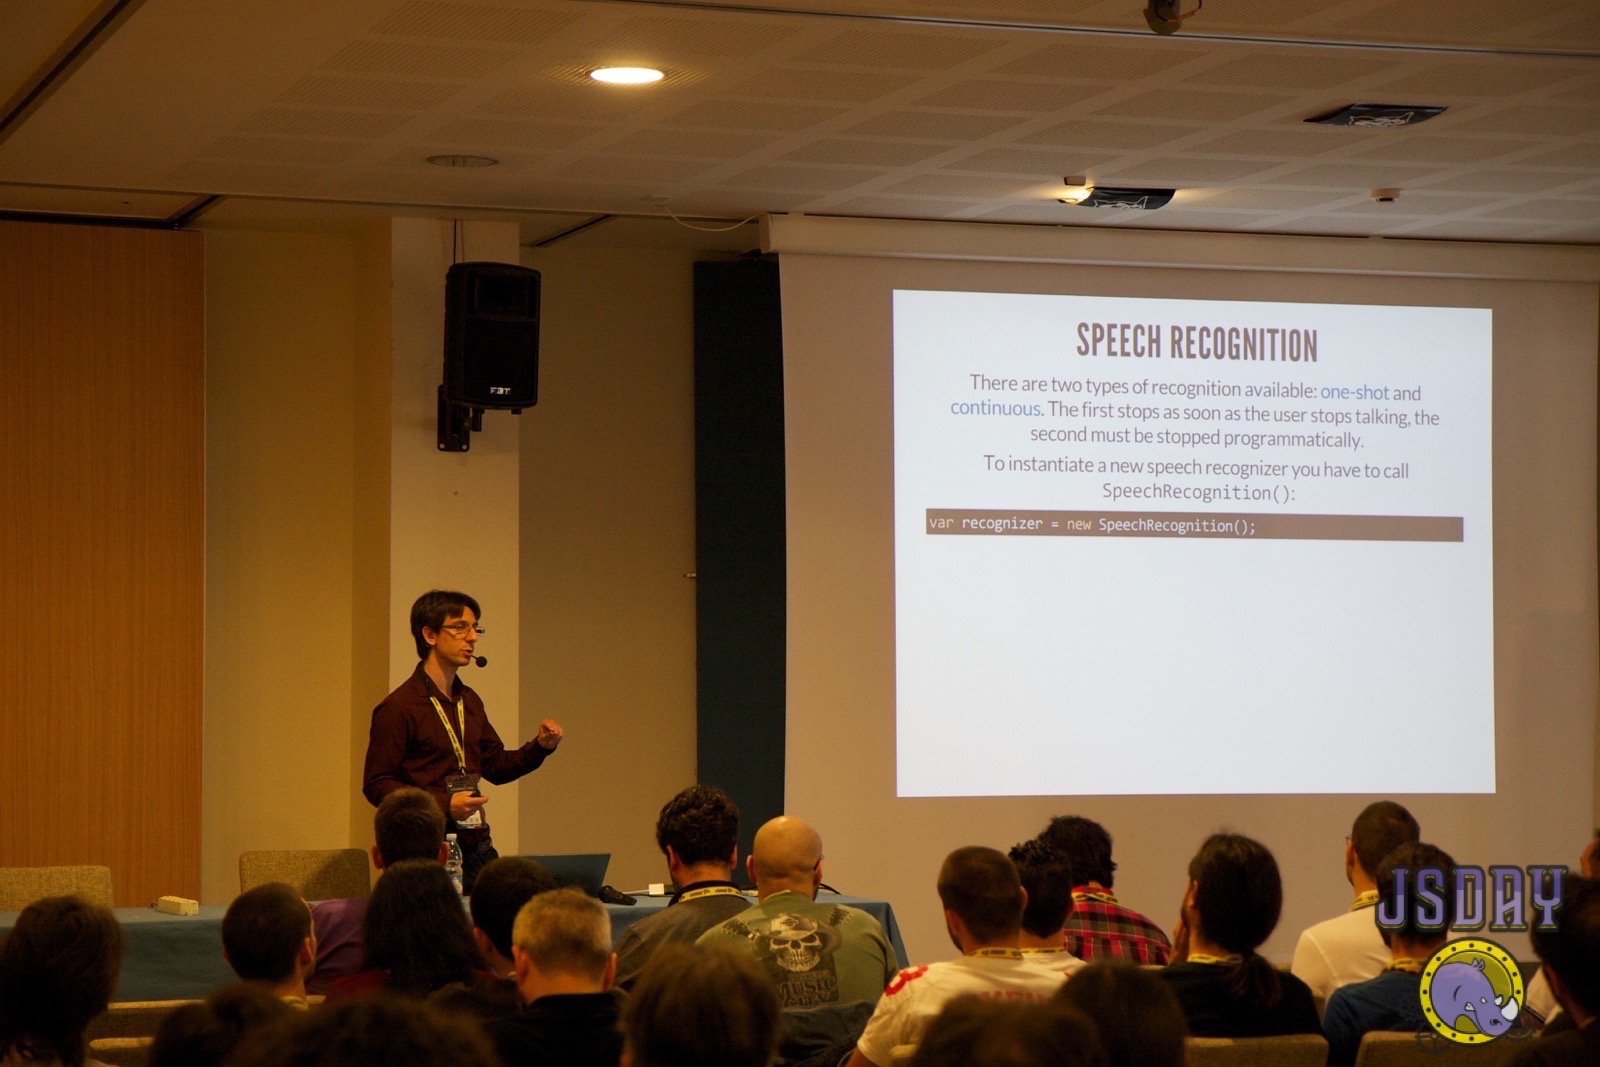 SPEECH RECOGNITION
There are two types of recognition available: one-shot and
continuous. The first stops as soon as the user stops talking, the
second must be stopped programmatically.
To instantiate a new speech recognizer you have to call
SpeechRecognition():
var recognizer = new SpeechRecognition();
FBT
MUSIC
CITY
JSDAY